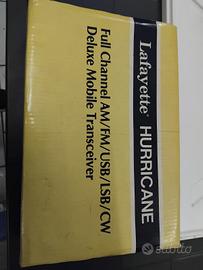 Lafayette® HURRICANE
Full Channel AM/FM/USB/LSB/CW
Deluxe Mobile Transceiver
subito